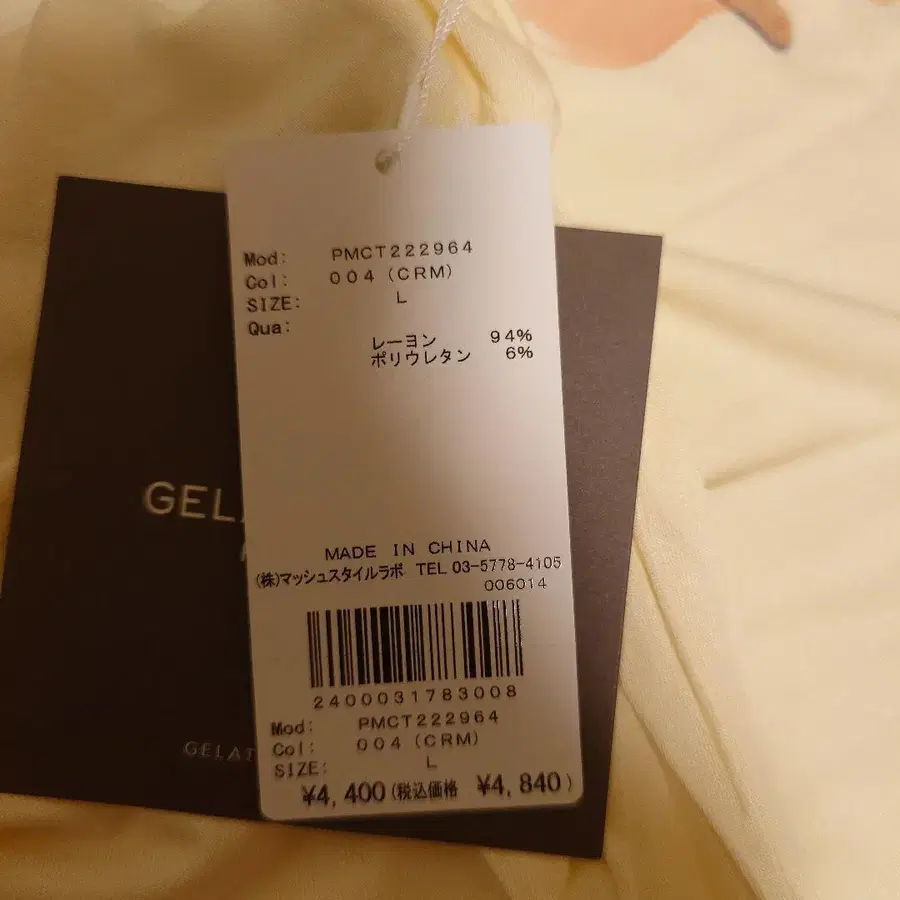 Mod: PMCT222964
Col: 004 (CRM)
SIZE: L
Qua:
レーヨン 94%
ポリウレタン 6%
GEL
MADE IN CHINA
(株)マッシュスタイルラボ TEL 03-5778-4105
006014
2400031783008
Mod: PMCT222964
Col: 004 (CRM)
SIZE: L
GELAT
¥4,400(税込価格 ¥4,840)